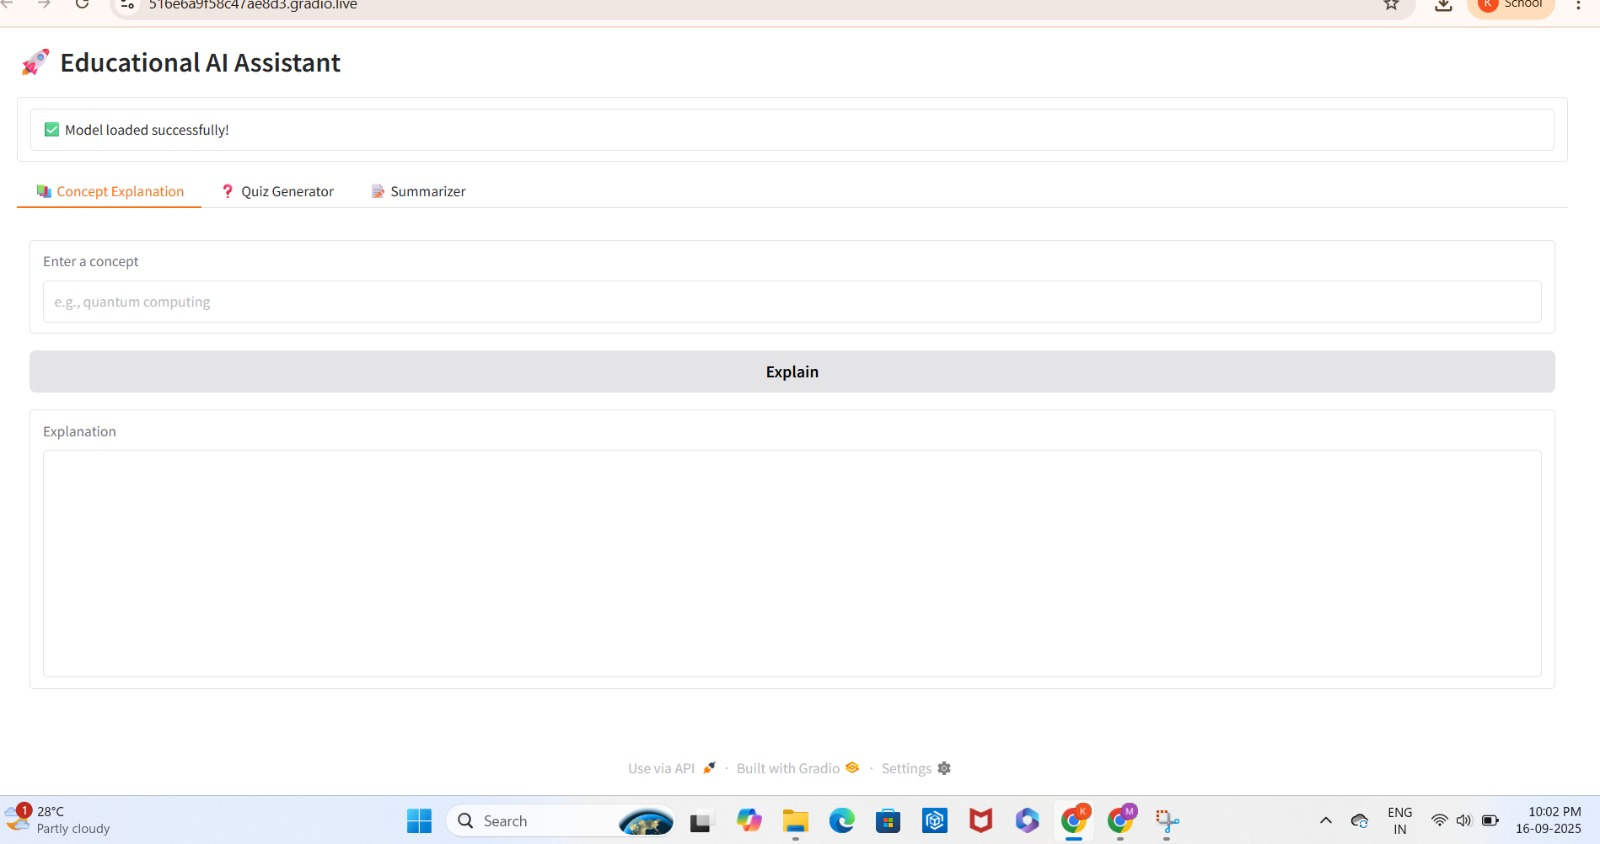 516e6a9f58c47ae8d3.gradio.live
K School
🚀 Educational AI Assistant
✅ Model loaded successfully!
📚 Concept Explanation ❓ Quiz Generator 📝 Summarizer
Enter a concept
e.g., quantum computing
Explain
Explanation
Use via API 🚀 · Built with Gradio · Settings ⚙️
1
28°C
Partly cloudy
Search
K
M
ENG
IN
10:02 PM
16-09-2025